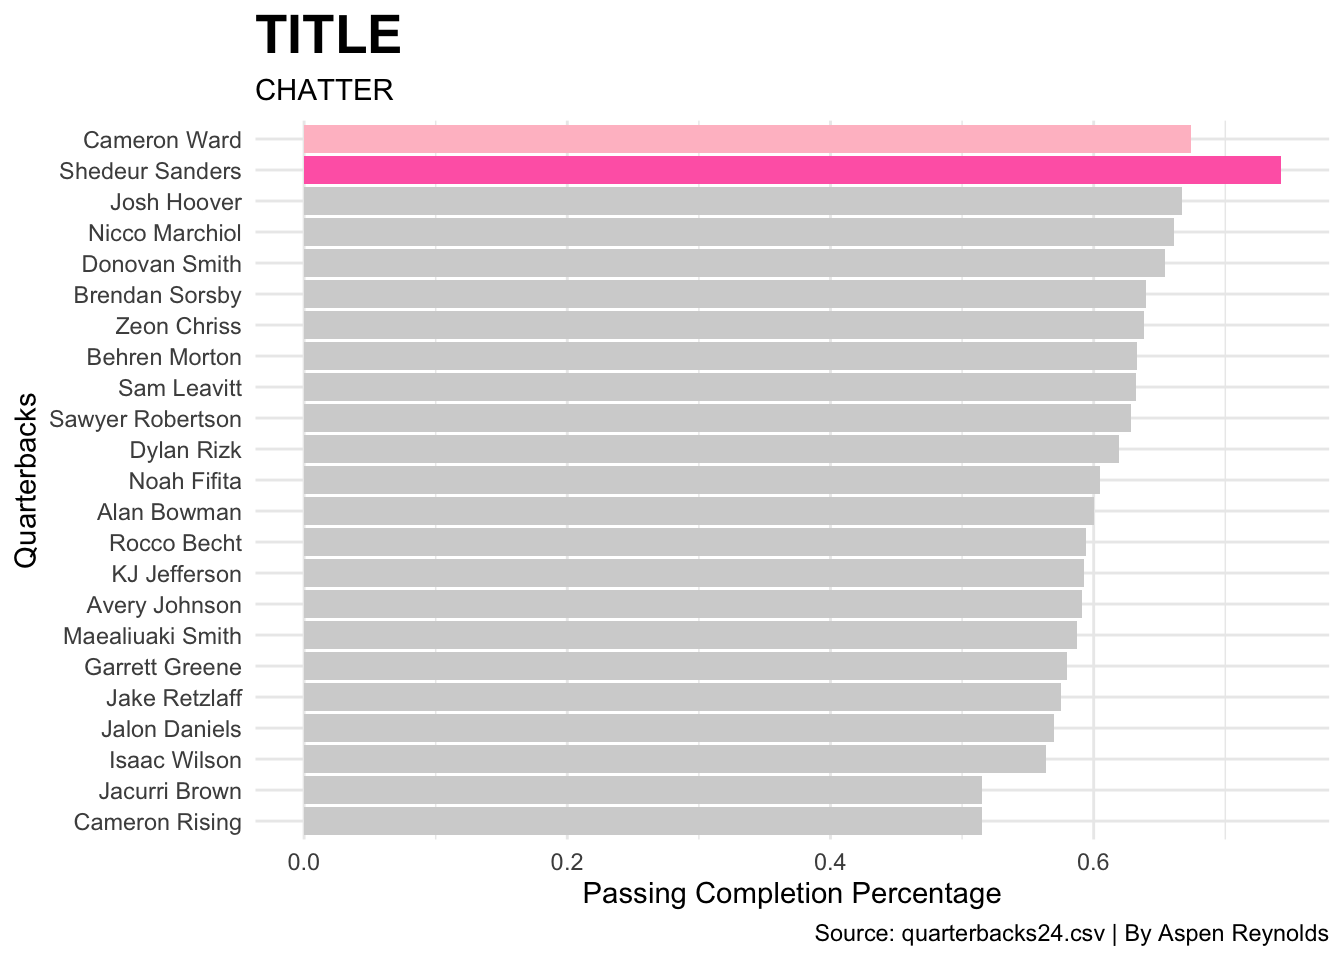 TITLE
CHATTER
Cameron Ward
Shedeur Sanders
Josh Hoover
Nicco Marchiol
Donovan Smith
Brendan Sorsby
Zeon Chriss
Behren Morton
Sam Leavitt
Sawyer Robertson
Dylan Rizk
Noah Fifita
Alan Bowman
Rocco Becht
KJ Jefferson
Avery Johnson
Maealiuaki Smith
Garrett Greene
Jake Retzlaff
Jalon Daniels
Isaac Wilson
Jacurri Brown
Cameron Rising
Quarterbacks
0.0 0.2 0.4 0.6
Passing Completion Percentage
Source: quarterbacks24.csv | By Aspen Reynolds